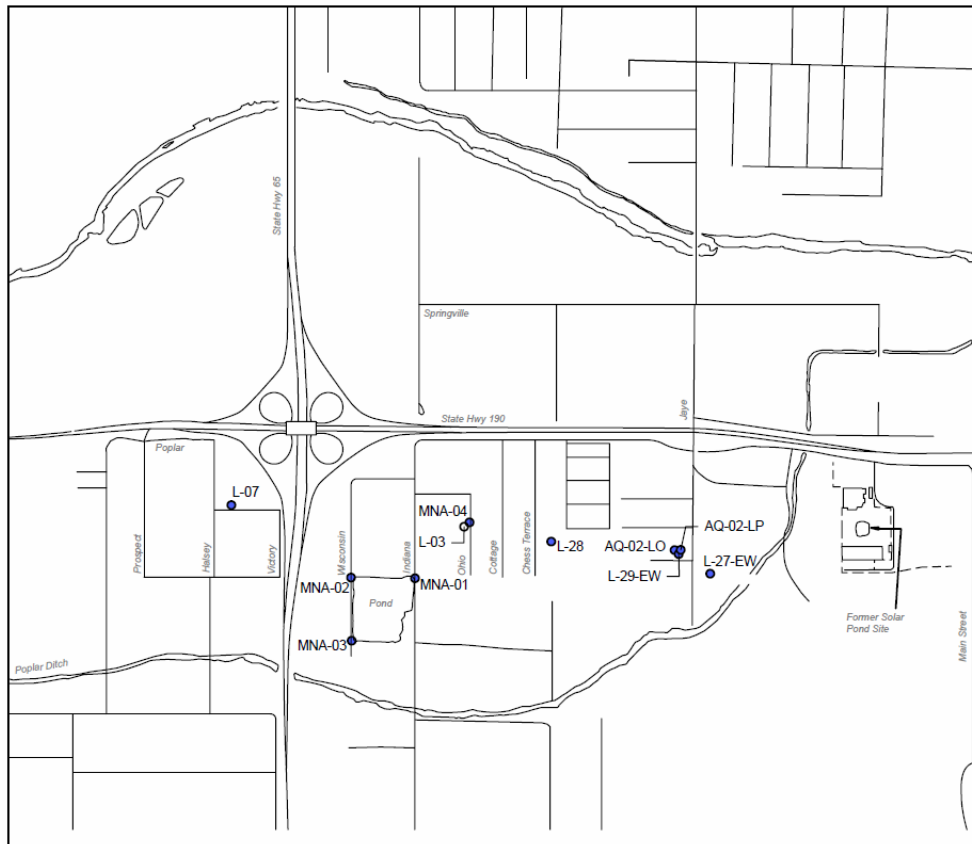 State Hwy 65
Springville
State Hwy 190
Jaye
Poplar
L-07
MNA-04
L-03
AQ-02-LP
L-28
AQ-02-LO
L-27-EW
L-29-EW
Prospect
Halsey
Victory
Wisconsin
Indiana
Ohio
Cottage
Chess Terrace
MNA-02
MNA-01
Pond
MNA-03
Former Solar
Pond Site
Main Street
Poplar Ditch